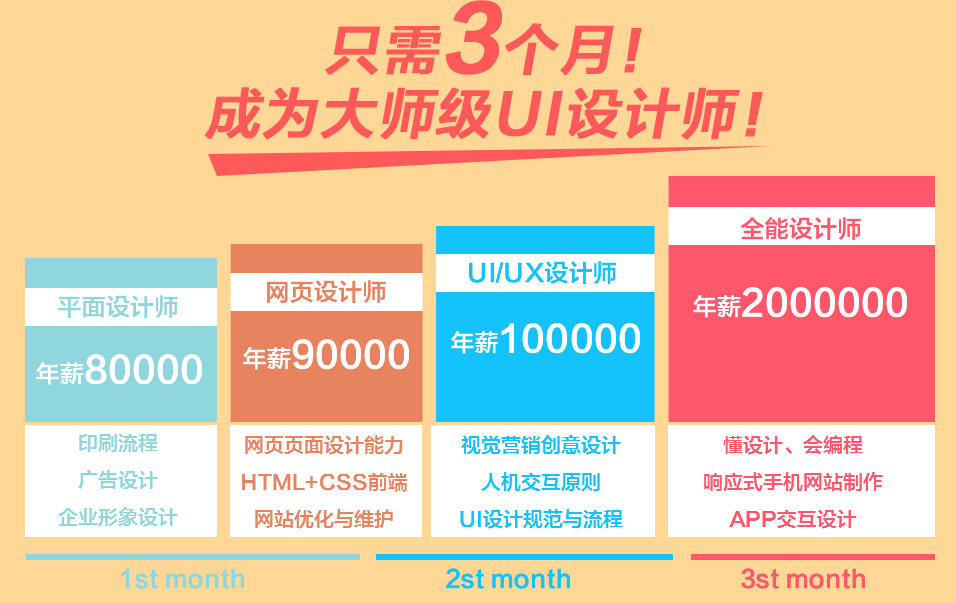 只需3个月!
成为大师级UI设计师!
平面设计师
年薪80000
印刷流程
广告设计
企业形象设计
网页设计师
年薪90000
网页页面设计能力
HTML+CSS前端
网站优化与维护
UI/UX设计师
年薪100000
视觉营销创意设计
人机交互原则
UI设计规范与流程
全能设计师
年薪2000000
懂设计、会编程
响应式手机网站制作
APP交互设计
1st month
2st month
3st month